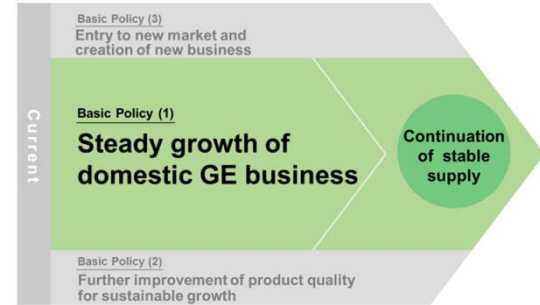 Basic Policy (3)
Entry to new market and
creation of new business
Current
Basic Policy (1)
Steady growth of
domestic GE business
Continuation
of stable
supply
Basic Policy (2)
Further improvement of product quality
for sustainable growth